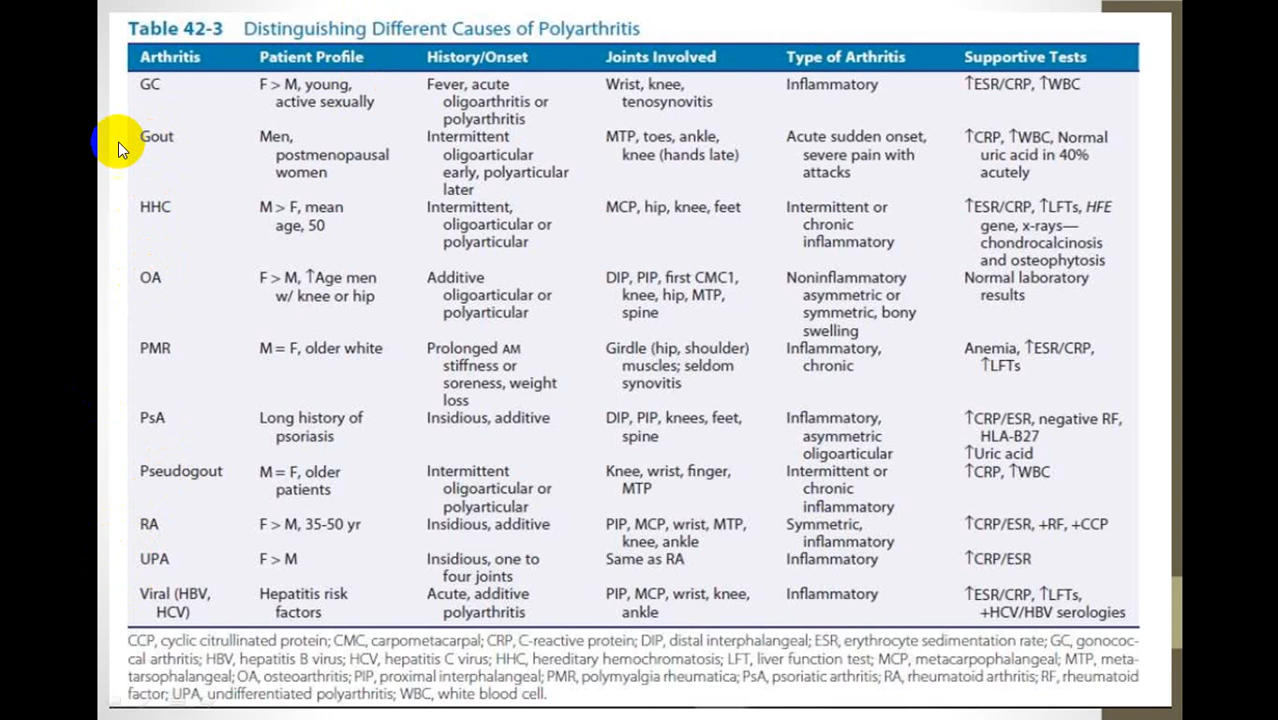 Table 42-3 Distinguishing Different Causes of Polyarthritis
Arthritis Patient Profile History/Onset Joints Involved Type of Arthritis Supportive Tests
GC F > M, young, Fever, acute Wrist, knee, Inflammatory ↑ESR/CRP, ↑WBC
active sexually oligoarthritis or tenosynovitis
polyarthritis
Gout Men, Intermittent MTP, toes, ankle, Acute sudden onset, ↑CRP, ↑WBC, Normal
postmenopausal oligoarticular knee (hands late) severe pain with uric acid in 40%
women early, polyarticular attacks acutely
later
HHC M > F, mean Intermittent, MCP, hip, knee, feet Intermittent or ↑ESR/CRP, ↑LFTs, HFE
age, 50 oligoarticular or chronic gene, x-rays—
polyarticular inflammatory chondrocalcinosis
and osteophytosis
OA F > M, ↑Age men Additive DIP, PIP, first CMC1, Noninflammatory Normal laboratory
w/ knee or hip oligoarticular or knee, hip, MTP, asymmetric or results
polyarticular spine symmetric, bony
swelling
PMR M = F, older white Prolonged AM Girdle (hip, shoulder) Inflammatory, Anemia, ↑ESR/CRP,
stiffness or muscles; seldom chronic ↑LFTs
soreness, weight synovitis
loss
PsA Long history of Insidious, additive DIP, PIP, knees, feet, Inflammatory, ↑CRP/ESR, negative RF,
psoriasis spine asymmetric HLA-B27
oligoarticular ↑Uric acid
Pseudogout M = F, older Intermittent Knee, wrist, finger, Intermittent or ↑CRP, ↑WBC
patients oligoarticular or MTP chronic
polyarticular inflammatory
RA F > M, 35-50 yr Insidious, additive PIP, MCP, wrist, MTP, Symmetric, ↑CRP/ESR, +RF, +CCP
knee, ankle inflammatory
UPA F > M Insidious, one to Same as RA Inflammatory ↑CRP/ESR
four joints
Viral (HBV, Hepatitis risk Acute, additive PIP, MCP, wrist, knee, Inflammatory ↑ESR/CRP, ↑LFTs,
HCV) factors polyarthritis ankle +HCV/HBV serologies
CCP, cyclic citrullinated protein; CMC, carpometacarpal; CRP, C-reactive protein; DIP, distal interphalangeal; ESR, erythrocyte sedimentation rate; GC, gonococ-
cal arthritis; HBV, hepatitis B virus; HCV, hepatitis C virus; HHC, hereditary hemochromatosis; LFT, liver function test; MCP, metacarpophalangeal; MTP, meta-
tarsophalangeal; OA, osteoarthritis; PIP, proximal interphalangeal; PMR, polymyalgia rheumatica; PsA, psoriatic arthritis; RA, rheumatoid arthritis; RF, rheumatoid
factor; UPA, undifferentiated polyarthritis; WBC, white blood cell.